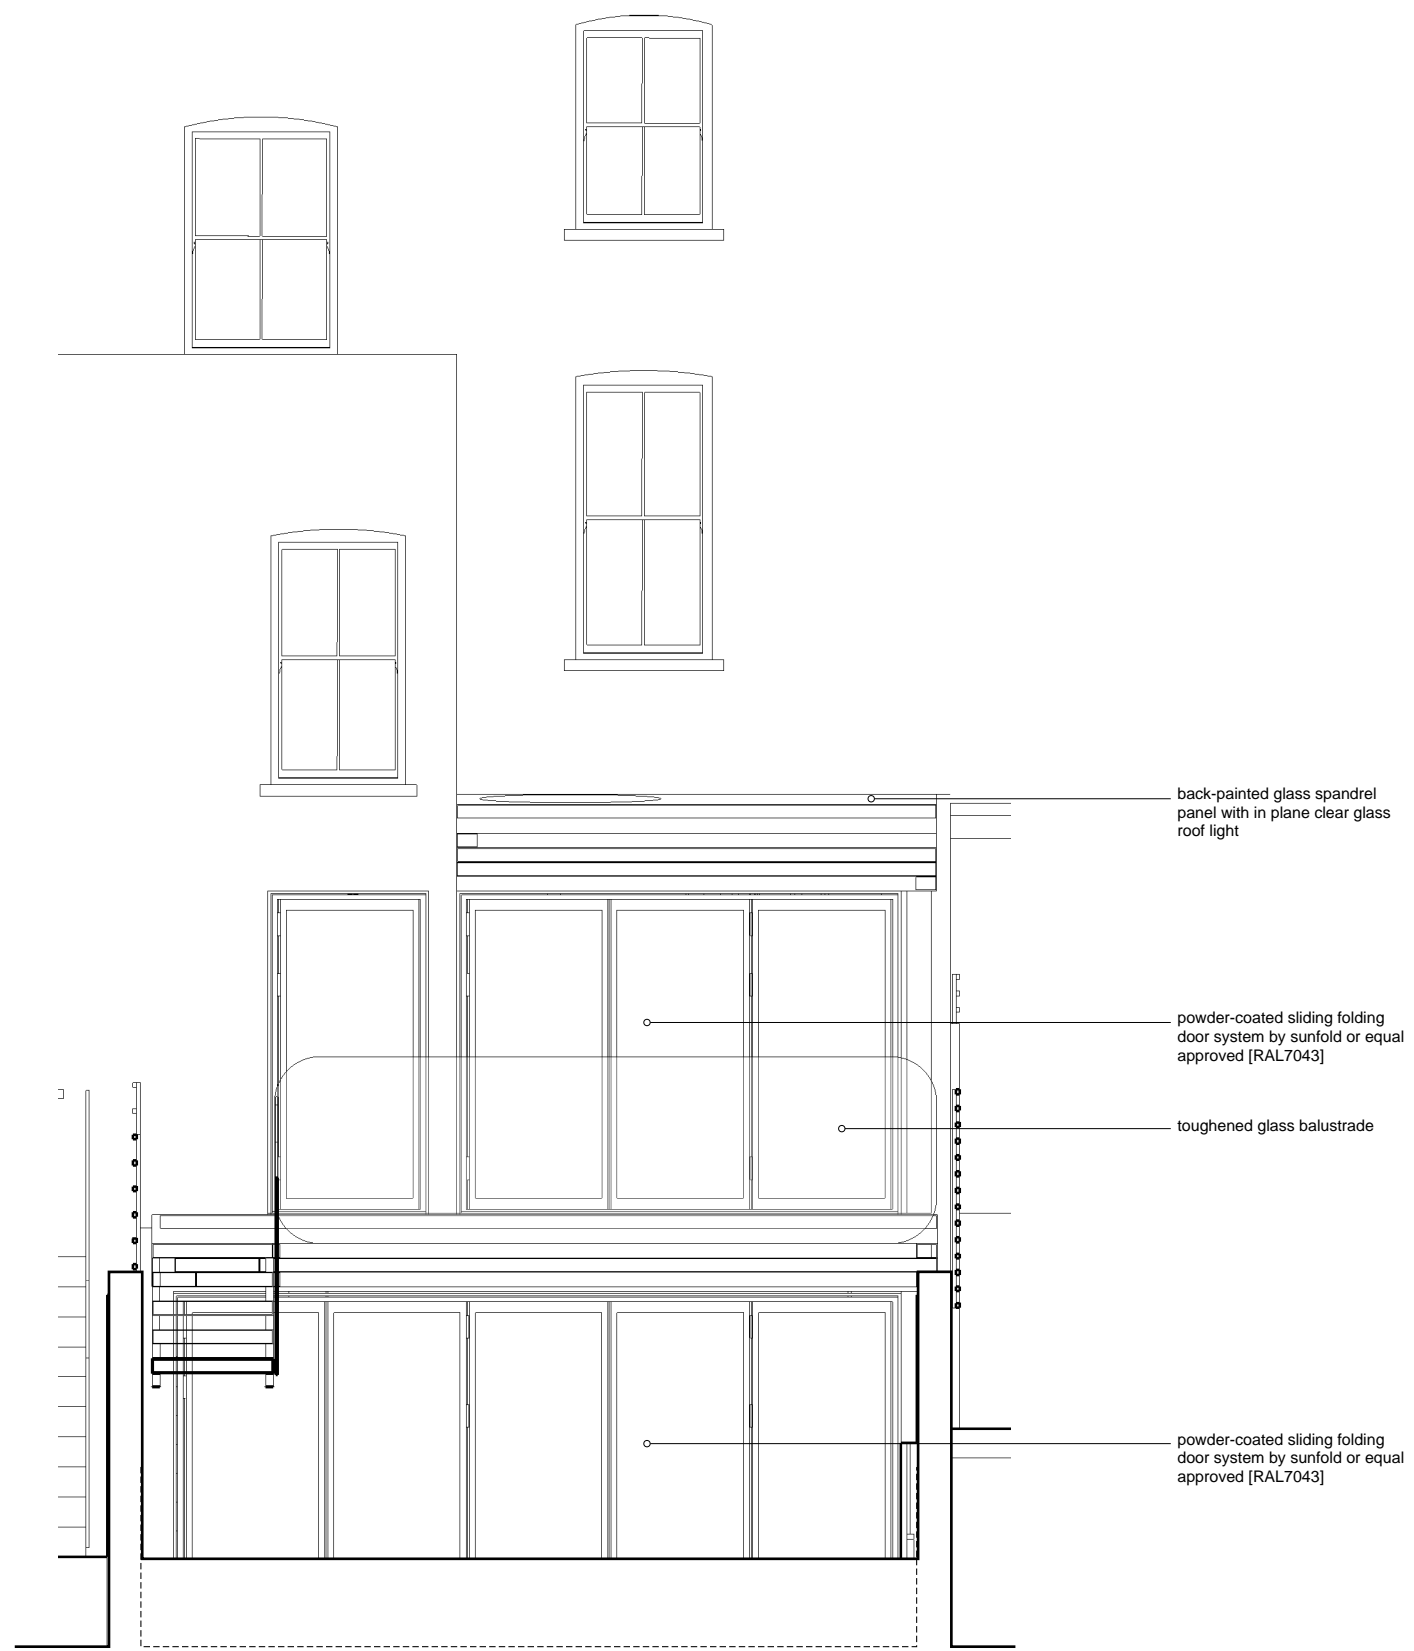 back-painted glass spandrel
panel with in plane clear glass
roof light
powder-coated sliding folding
door system by sunfold or equal
approved [RAL7043]
toughened glass balustrade
powder-coated sliding folding
door system by sunfold or equal
approved [RAL7043]